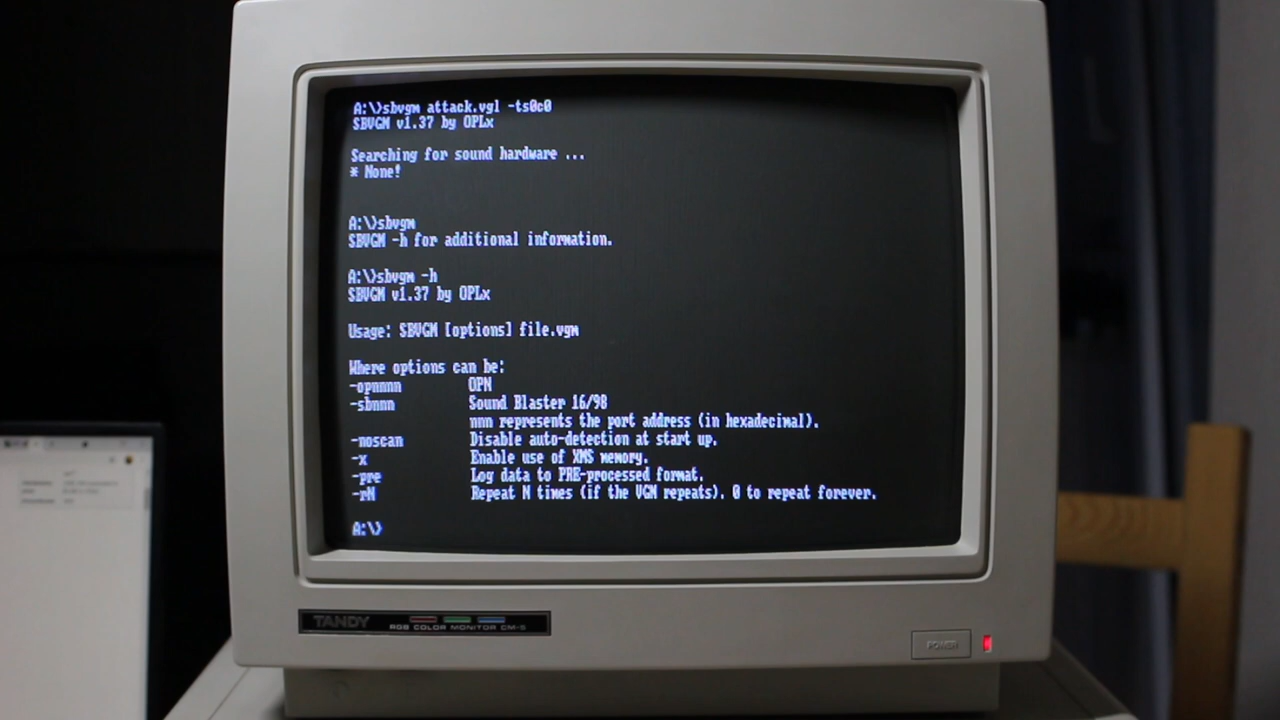 A:\>sbvgm attack.vgl -ts0c0
SBVGM v1.37 by OPLx
Searching for sound hardware ...
* None!
A:\>sbvgm
SBVGM -h for additional information.
A:\>sbvgm -h
SBVGM v1.37 by OPLx
Usage: SBVGM [options] file.vgm
Where options can be:
-opnnnn OPN
-sbnnn Sound Blaster 16/98
nnn represents the port address (in hexadecimal).
-noscan Disable auto-detection at start up.
-x Enable use of XMS memory.
-pre Log data to PRE-processed format.
-rN Repeat N times (if the VGM repeats). 0 to repeat forever.
A:\>
TANDY
RGB COLOR MONITOR CM-5
POWER